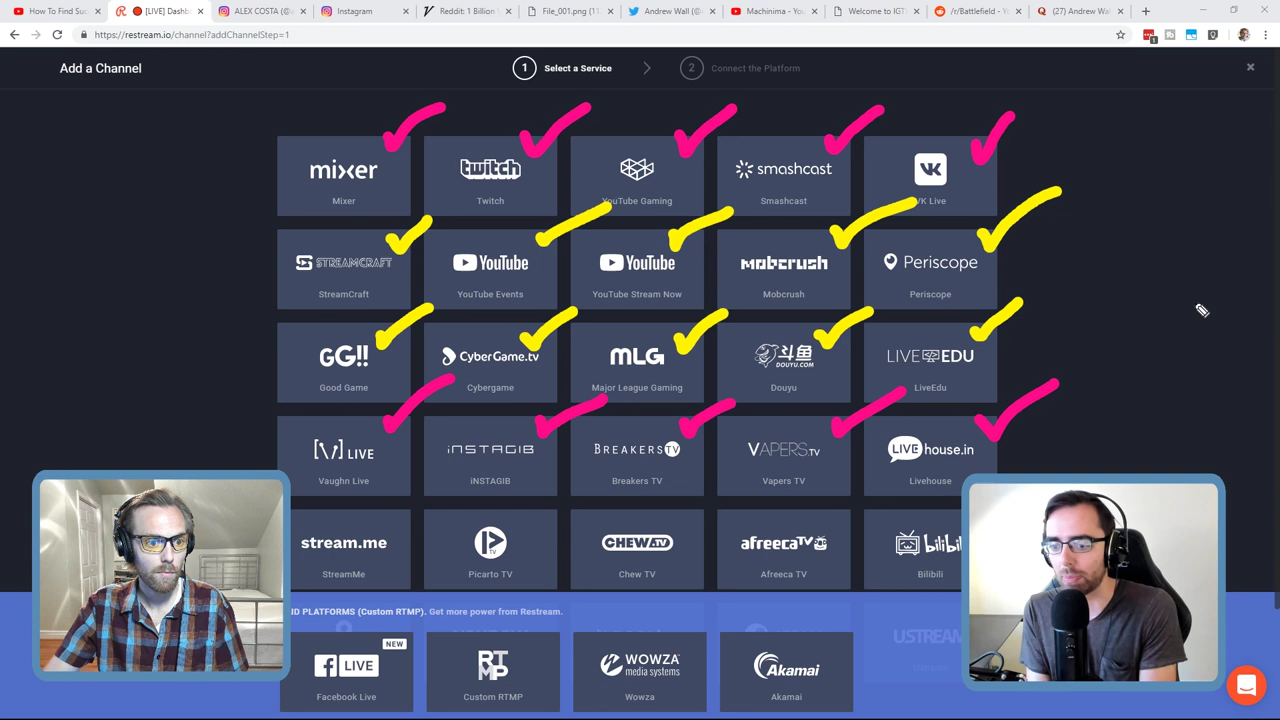 How To Find Suc
[LIVE] Dashbo
ALEX COSTA (@
Instagram
Reddit: 1 Billion
File_001.png (11
Andrew Wall (@
Machinima - You
Welcome to IGT
/r/Battlefield - Y
(27) Andrew Wa
https://restream.io/channel?addChannelStep=1
Add a Channel
1 Select a Service
2 Connect the Platform
mixer
twitch
smashcast
VK
Mixer
Twitch
YouTube Gaming
Smashcast
VK Live
STREAMCRAFT
YouTube
YouTube
MOBCRUSH
Periscope
StreamCraft
YouTube Events
YouTube Stream Now
Mobcrush
Periscope
GG!!
CyberGame.tv
MLG
斗鱼
DOUYU.COM
LIVE EDU
Good Game
Cybergame
Major League Gaming
Douyu
LiveEdu
[V] LIVE
iNSTAGIB
BREAKERS TV
VAPERS.TV
LIVE house.in
Vaughn Live
iNSTAGIB
Breakers TV
Vapers TV
Livehouse
stream.me
TV
CHEW TV
afreecaTV
bilibili
StreamMe
Picarto TV
Chew TV
Afreeca TV
Bilibili
ID PLATFORMS (Custom RTMP). Get more power from Restream.
USTREAM
NEW
LIVE
RTMP
WOWZA
media systems
Akamai
Facebook Live
Custom RTMP
Wowza
Akamai